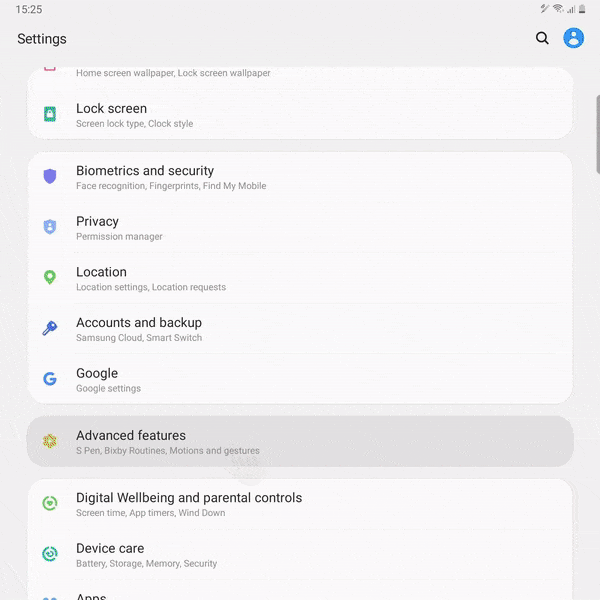 15:25
Settings
Home screen wallpaper, Lock screen wallpaper
Lock screen
Screen lock type, Clock style
Biometrics and security
Face recognition, Fingerprints, Find My Mobile
Privacy
Permission manager
Location
Location settings, Location requests
Accounts and backup
Samsung Cloud, Smart Switch
Google
Google settings
Advanced features
S Pen, Bixby Routines, Motions and gestures
Digital Wellbeing and parental controls
Screen time, App timers, Wind Down
Device care
Battery, Storage, Memory, Security
Apps